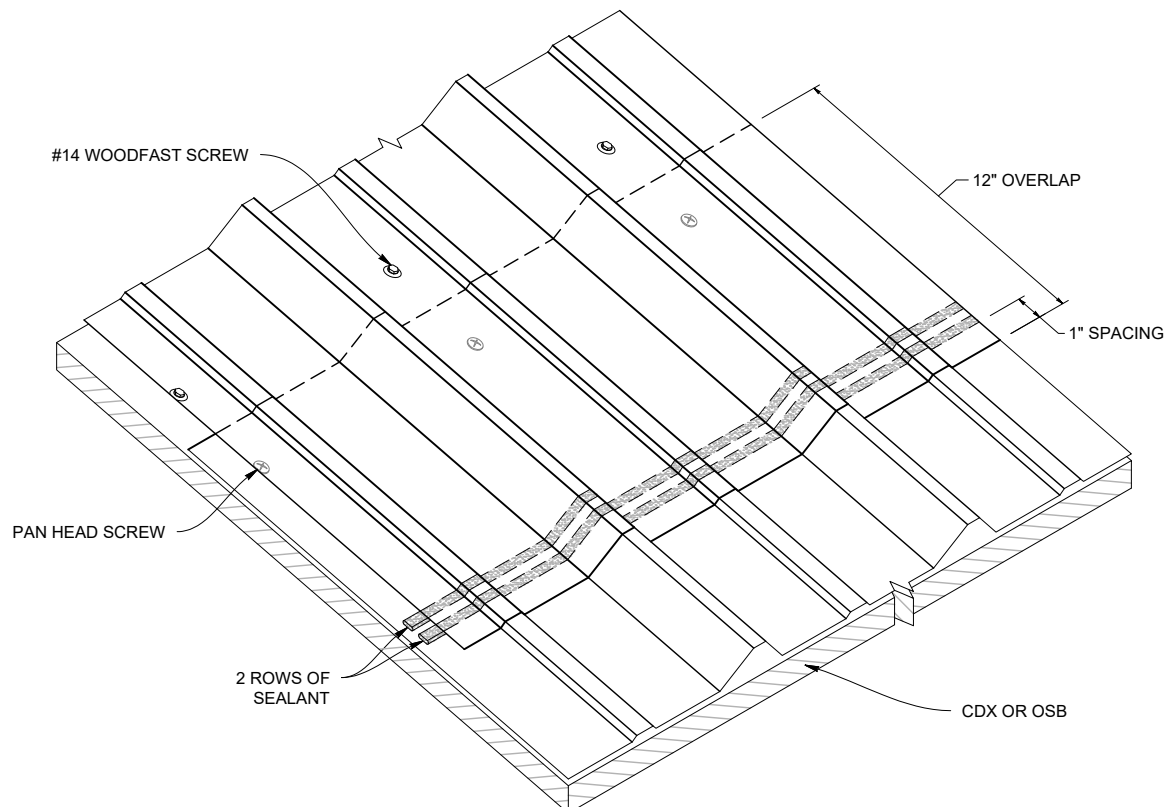 #14 WOODFAST SCREW
12" OVERLAP
1" SPACING
PAN HEAD SCREW
2 ROWS OF
SEALANT
CDX OR OSB